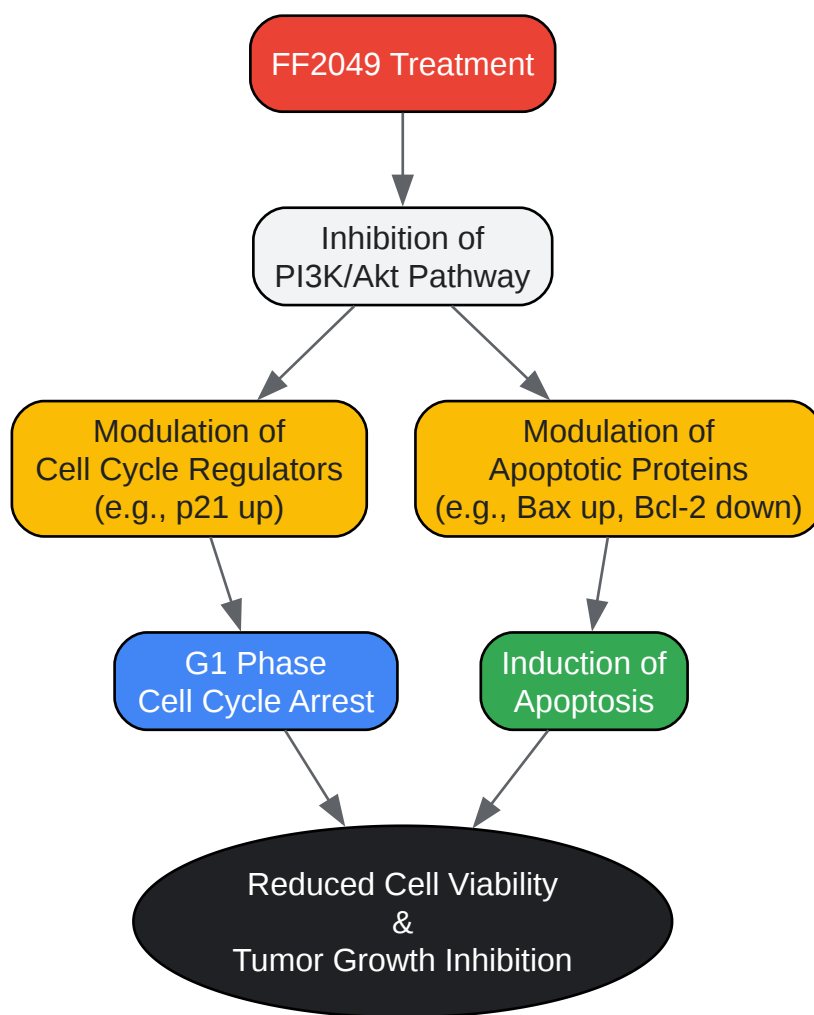 FF2049 Treatment
Inhibition of
PI3K/Akt Pathway
Modulation of
Cell Cycle Regulators
(e.g., p21 up)
Modulation of
Apoptotic Proteins
(e.g., Bax up, Bcl-2 down)
G1 Phase
Cell Cycle Arrest
Induction of
Apoptosis
Reduced Cell Viability
&
Tumor Growth Inhibition